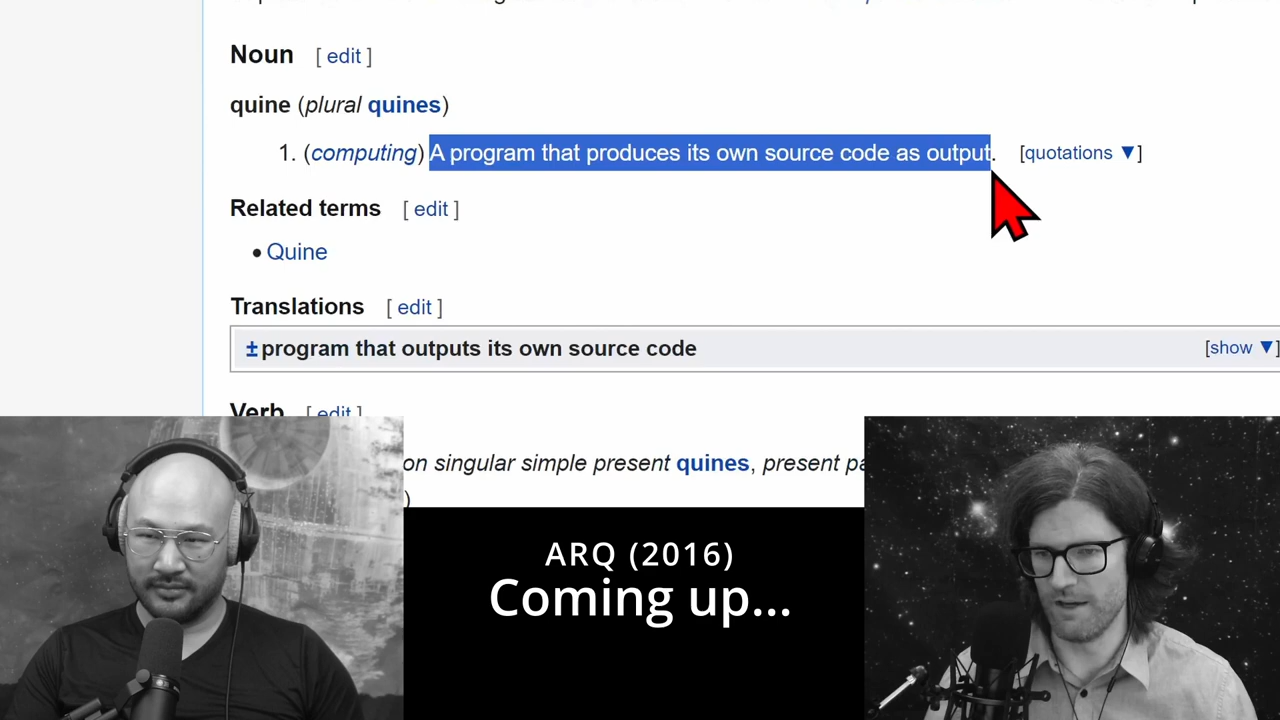 Noun [ edit ]
quine (plural quines)
1. (computing) A program that produces its own source code as output. [quotations ▼]
Related terms [ edit ]
• Quine
Translations [ edit ]
± program that outputs its own source code [show ▼]
Verb [ edit ]
on singular simple present quines, present pa
)
ARQ (2016)
Coming up...